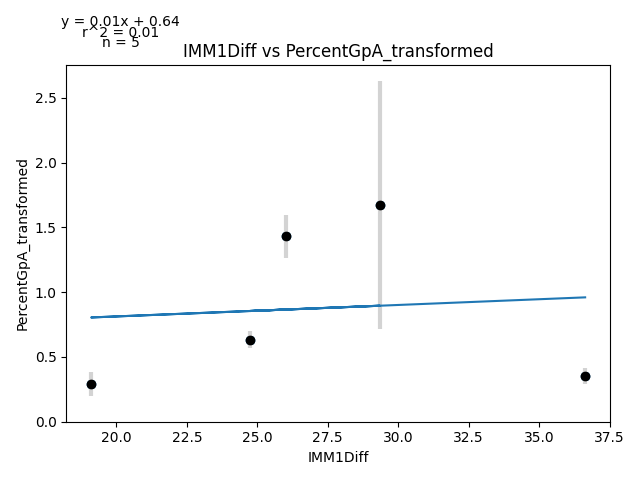 y = 0.01x + 0.64
r^2 = 0.01
n = 5
IMM1Diff vs PercentGpA_transformed
PercentGpA_transformed
2.5
2.0
1.5
1.0
0.5
0.0
20.0 22.5 25.0 27.5 30.0 32.5 35.0 37.5
IMM1Diff